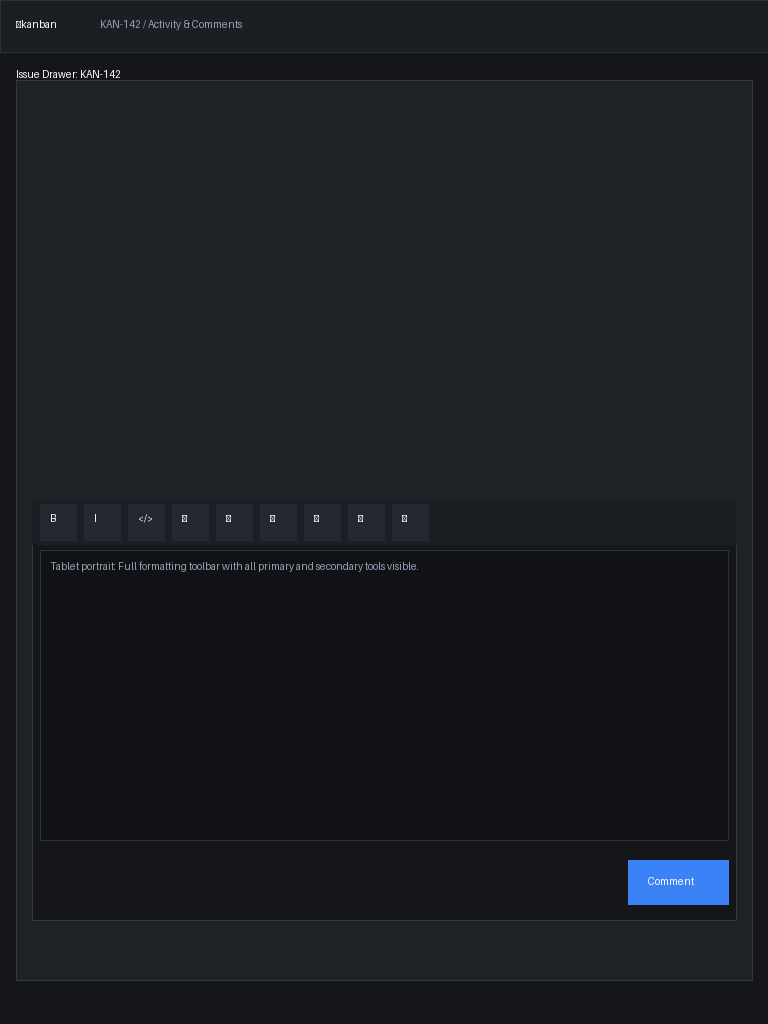 kanban
KAN-142 / Activity & Comments
Issue Drawer: KAN-142
B I </>
Tablet portrait: Full formatting toolbar with all primary and secondary tools visible.
Comment